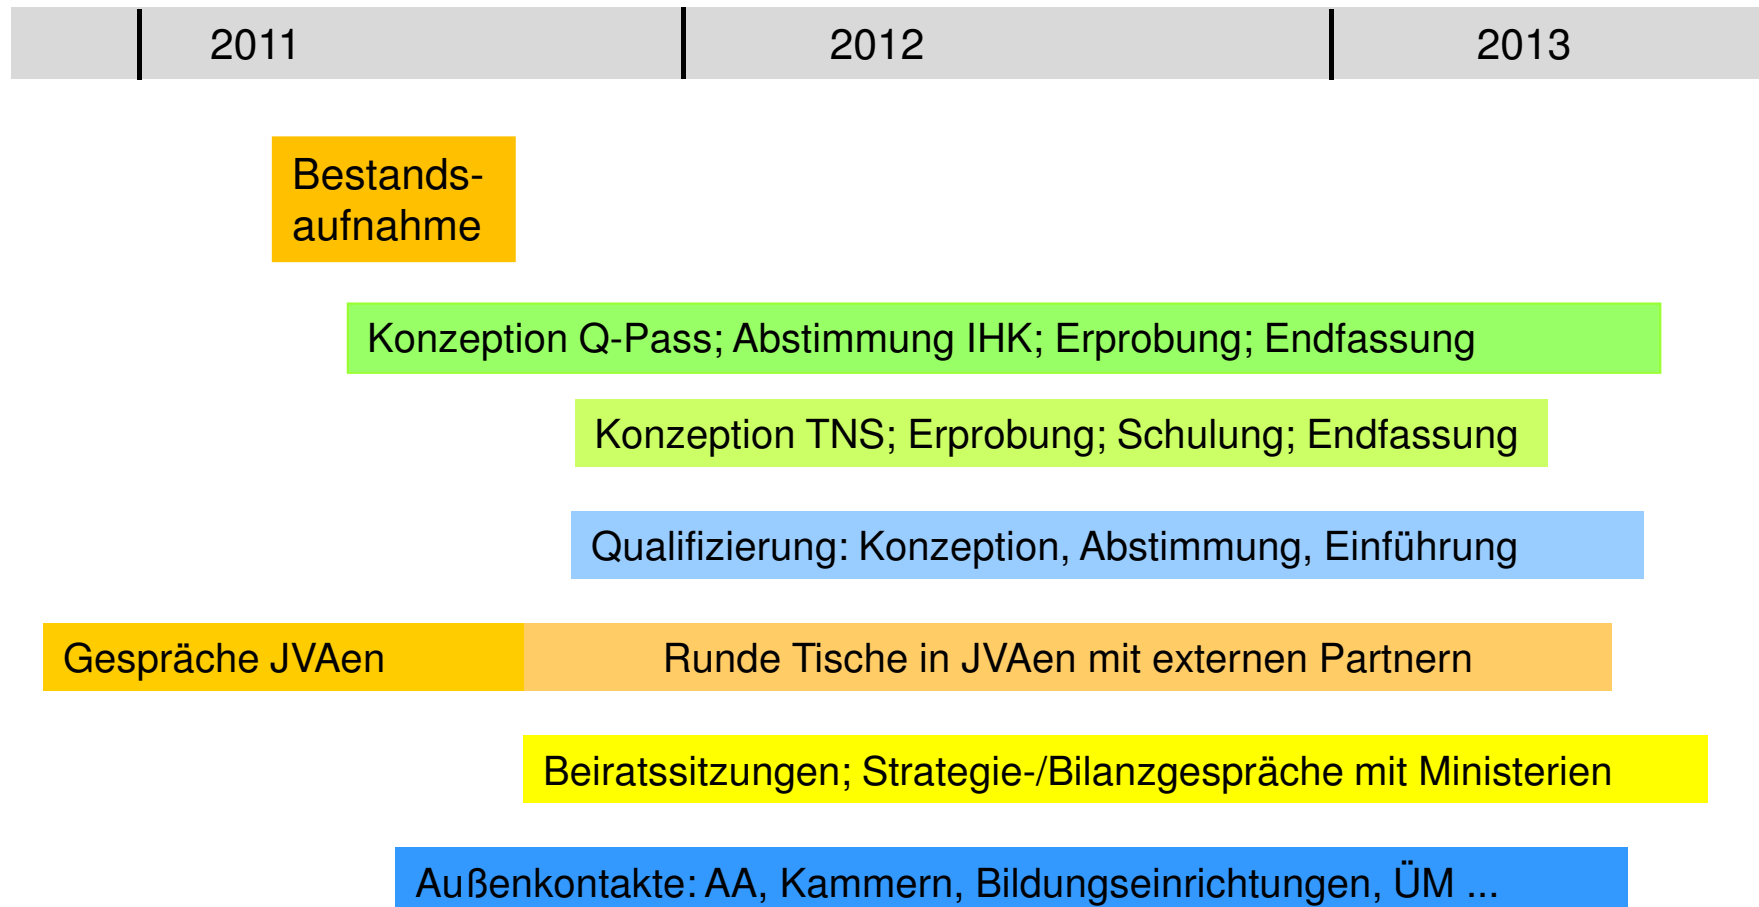 2011 2012 2013
Bestands-
aufnahme
Konzeption Q-Pass; Abstimmung IHK; Erprobung; Endfassung
Konzeption TNS; Erprobung; Schulung; Endfassung
Qualifizierung: Konzeption, Abstimmung, Einführung
Gespräche JVAen Runde Tische in JVAen mit externen Partnern
Beiratssitzungen; Strategie-/Bilanzgespräche mit Ministerien
Außenkontakte: AA, Kammern, Bildungseinrichtungen, ÜM ...